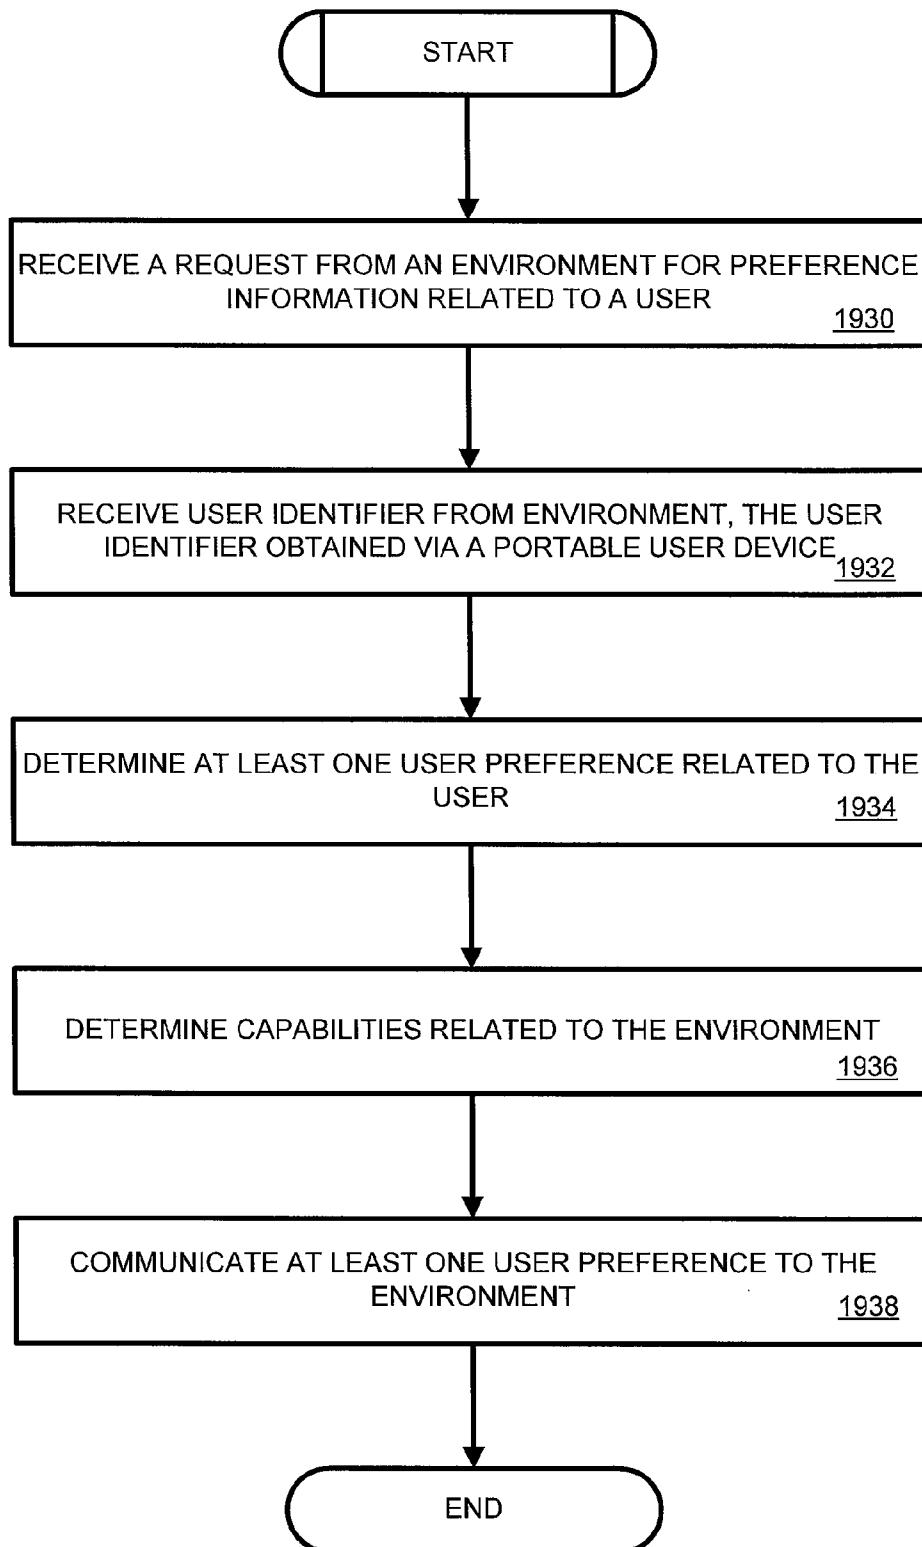 START
RECEIVE A REQUEST FROM AN ENVIRONMENT FOR PREFERENCE
INFORMATION RELATED TO A USER
1930
RECEIVE USER IDENTIFIER FROM ENVIRONMENT, THE USER
IDENTIFIER OBTAINED VIA A PORTABLE USER DEVICE
1932
DETERMINE AT LEAST ONE USER PREFERENCE RELATED TO THE
USER
1934
DETERMINE CAPABILITIES RELATED TO THE ENVIRONMENT
1936
COMMUNICATE AT LEAST ONE USER PREFERENCE TO THE
ENVIRONMENT
1938
END